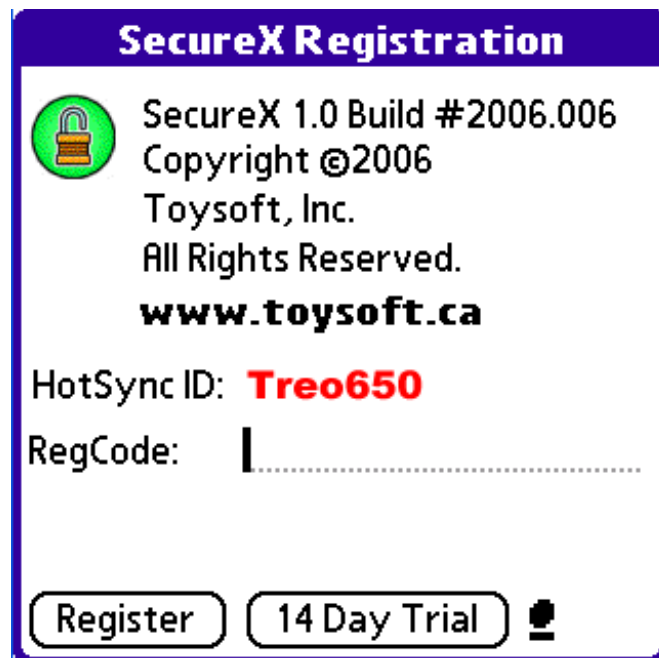 SecureX Registration
SecureX 1.0 Build #2006.006
Copyright ©2006
Toysoft, Inc.
All Rights Reserved.
www.toysoft.ca
HotSync ID: Treo650
RegCode:
Register 14 Day Trial